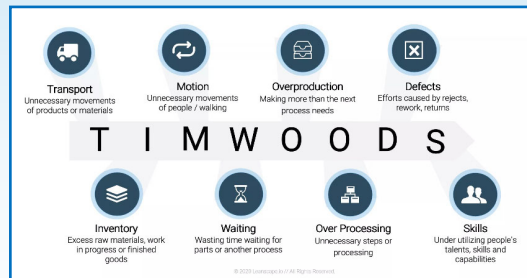 Transport
Unnecessary movements
of products or materials
Motion
Unnecessary movements
of people / walking
Overproduction
Making more than the next
process needs
Defects
Efforts caused by rejects,
rework, returns
T I M W O O D S
Inventory
Excess raw materials, work
in progress or finished
goods
Waiting
Wasting time waiting for
parts or another process
Over Processing
Unnecessary steps or
processing
Skills
Under utilizing people's
talents, skills and
capabilities
All Rights Reserved